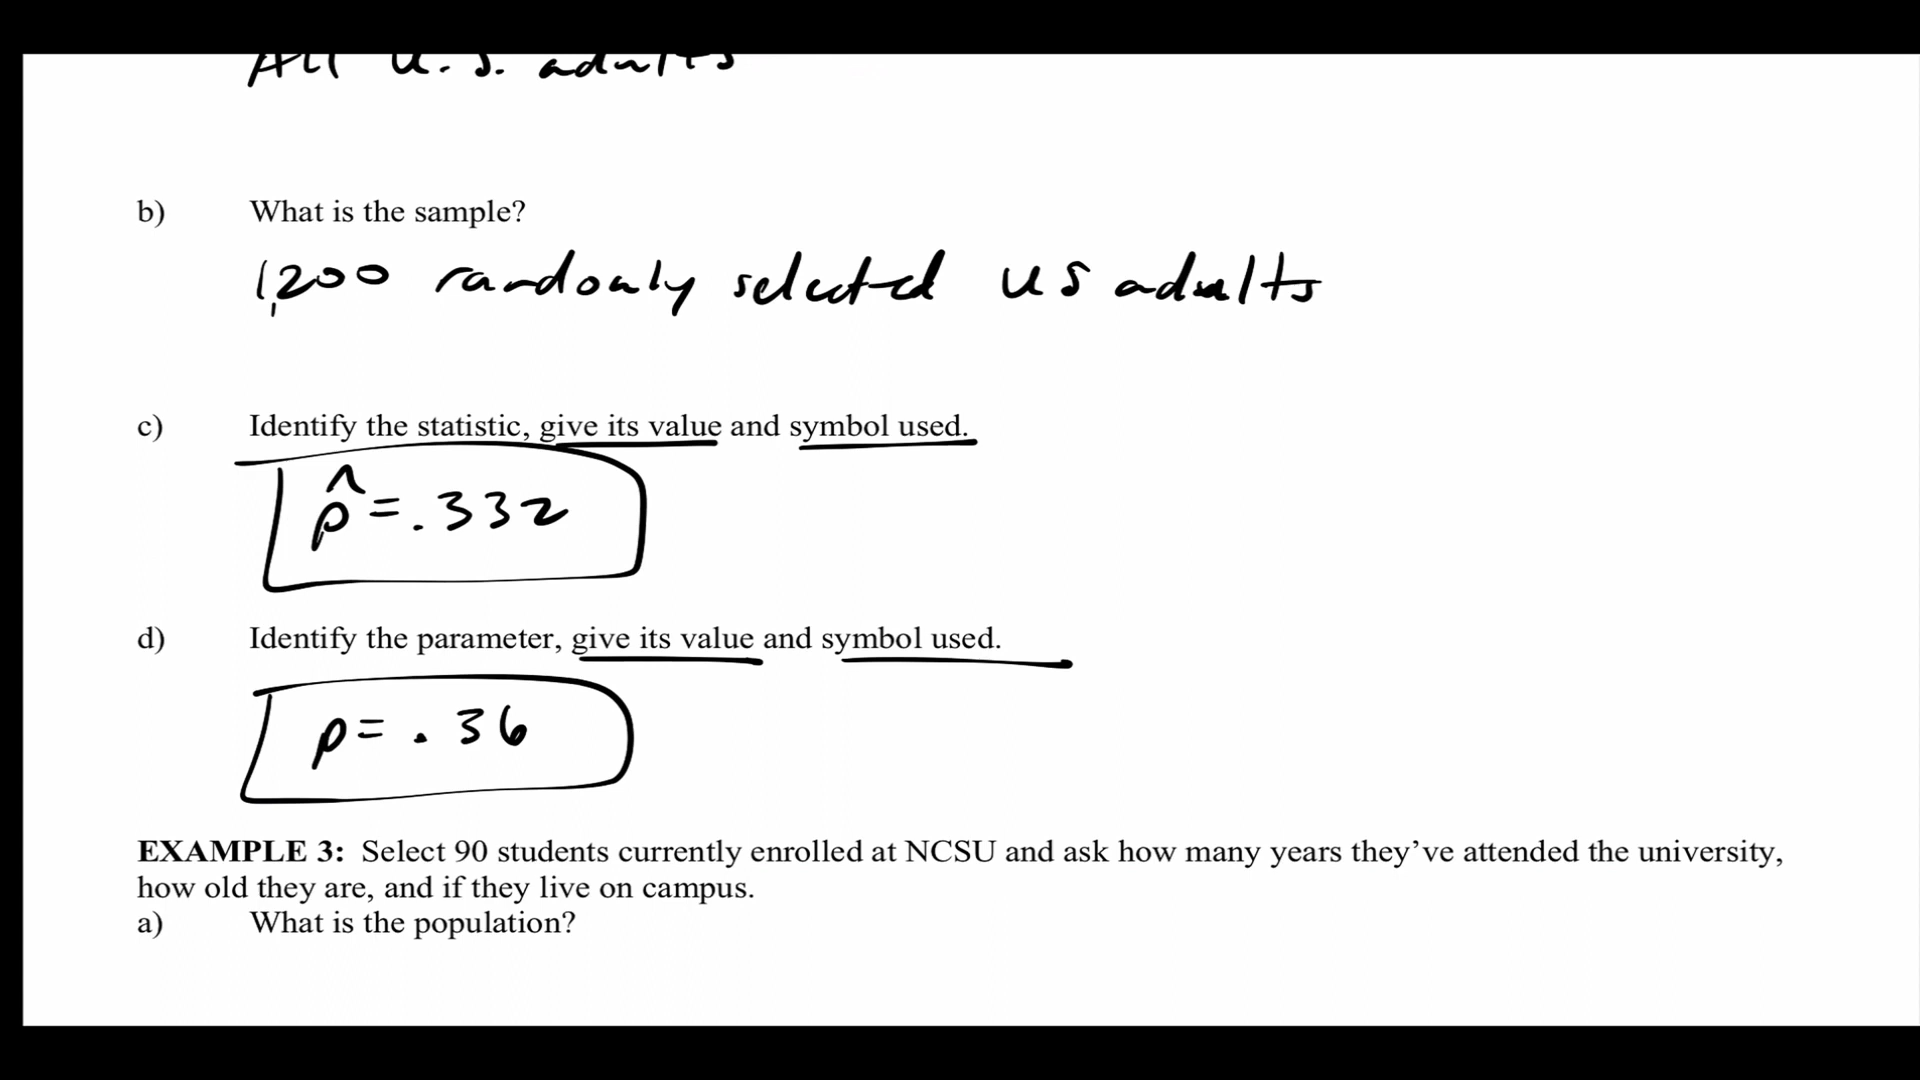 All U.S. adults
b) What is the sample?
1,200 randomly selected US adults
c) Identify the statistic, give its value and symbol used.
p̂ = .332
d) Identify the parameter, give its value and symbol used.
p = .36
EXAMPLE 3: Select 90 students currently enrolled at NCSU and ask how many years they’ve attended the university,
how old they are, and if they live on campus.
a) What is the population?